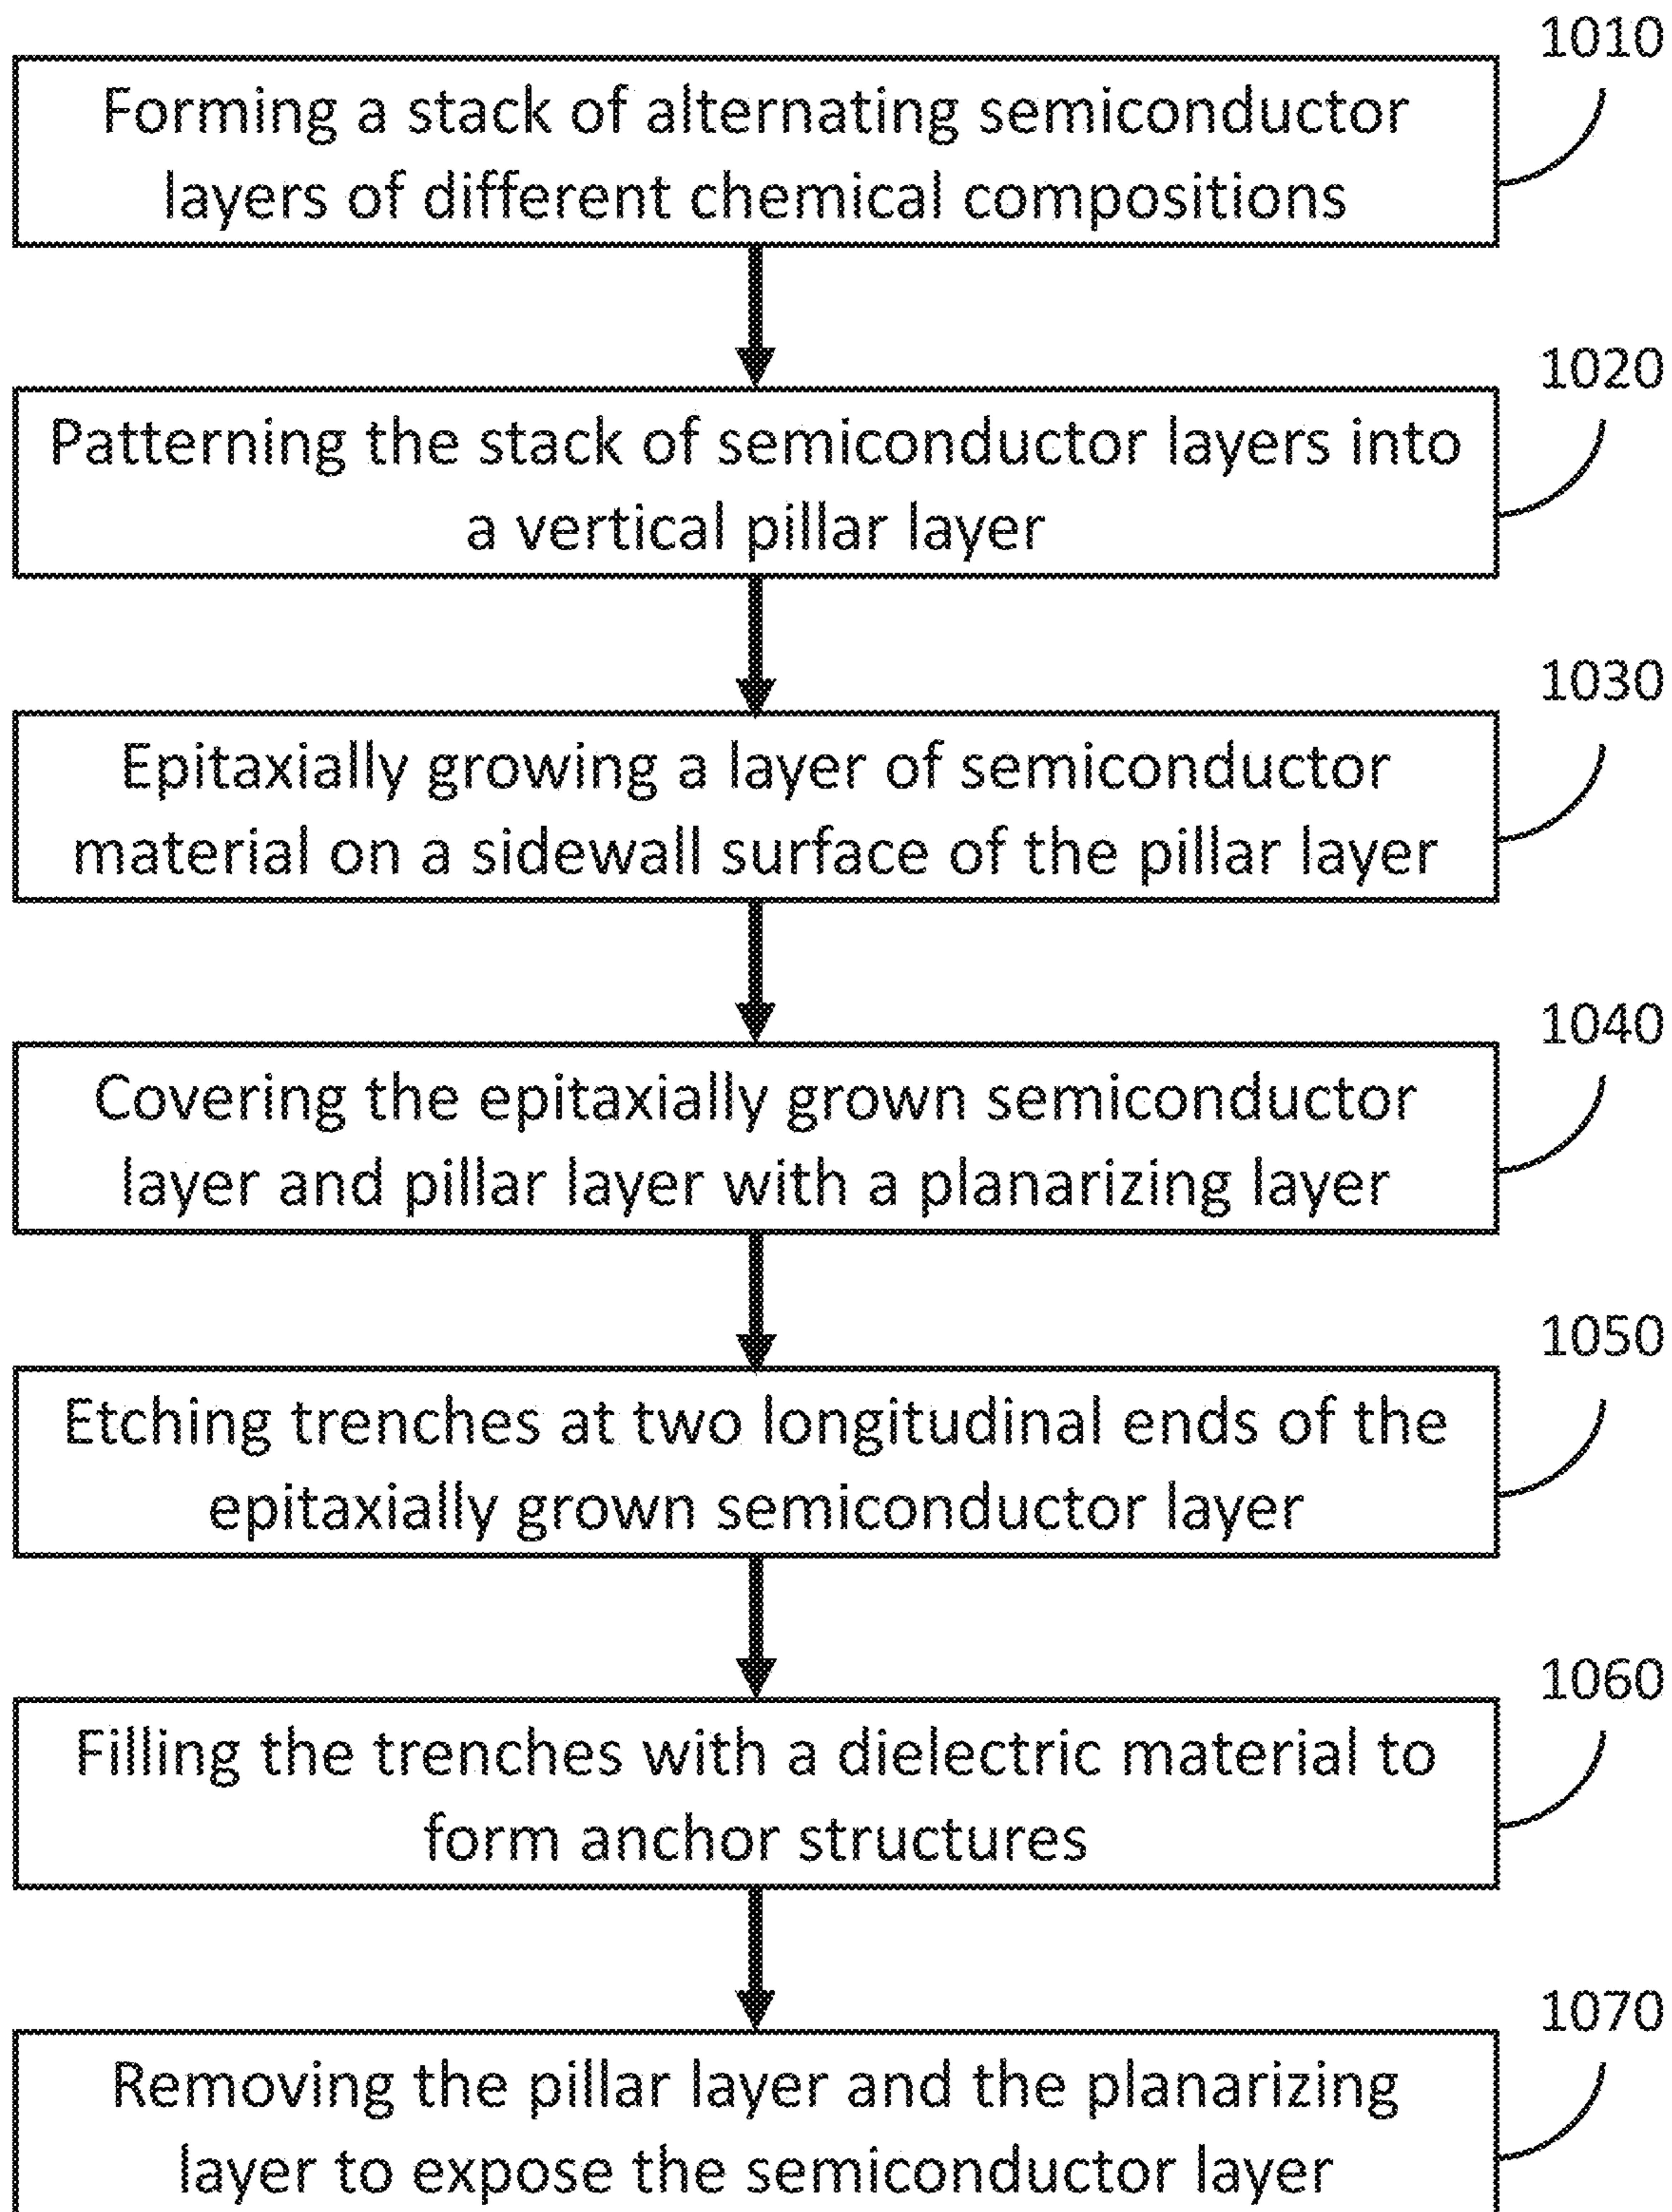 1010
Forming a stack of alternating semiconductor
layers of different chemical compositions
1020
Patterning the stack of semiconductor layers into
a vertical pillar layer
1030
Epitaxially growing a layer of semiconductor
material on a sidewall surface of the pillar layer
1040
Covering the epitaxially grown semiconductor
layer and pillar layer with a planarizing layer
1050
Etching trenches at two longitudinal ends of the
epitaxially grown semiconductor layer
1060
Filling the trenches with a dielectric material to
form anchor structures
1070
Removing the pillar layer and the planarizing
layer to expose the semiconductor layer